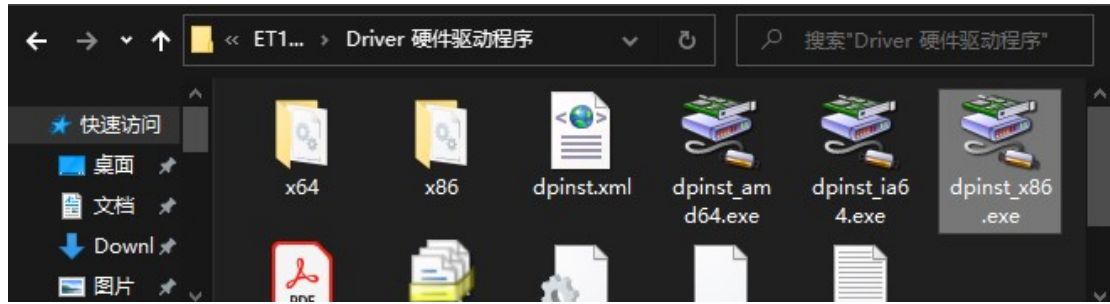 « ET1... › Driver 硬件驱动程序
搜索"Driver 硬件驱动程序"
快速访问
桌面
文档
Downl
图片
x64
x86
dpinst.xml
dpinst_am
d64.exe
dpinst_ia6
4.exe
dpinst_x86
.exe
PDF